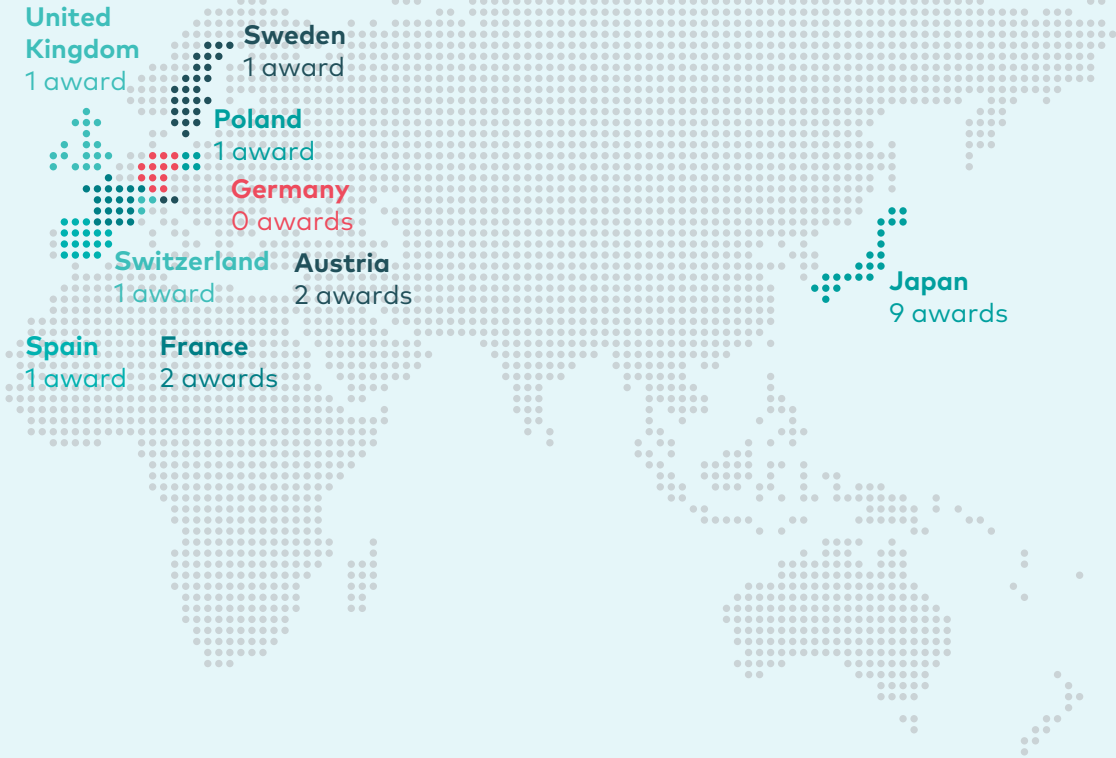 United
Kingdom
1 award
Sweden
1 award
Poland
1 award
Germany
0 awards
Switzerland
1 award
Austria
2 awards
Japan
9 awards
Spain
1 award
France
2 awards